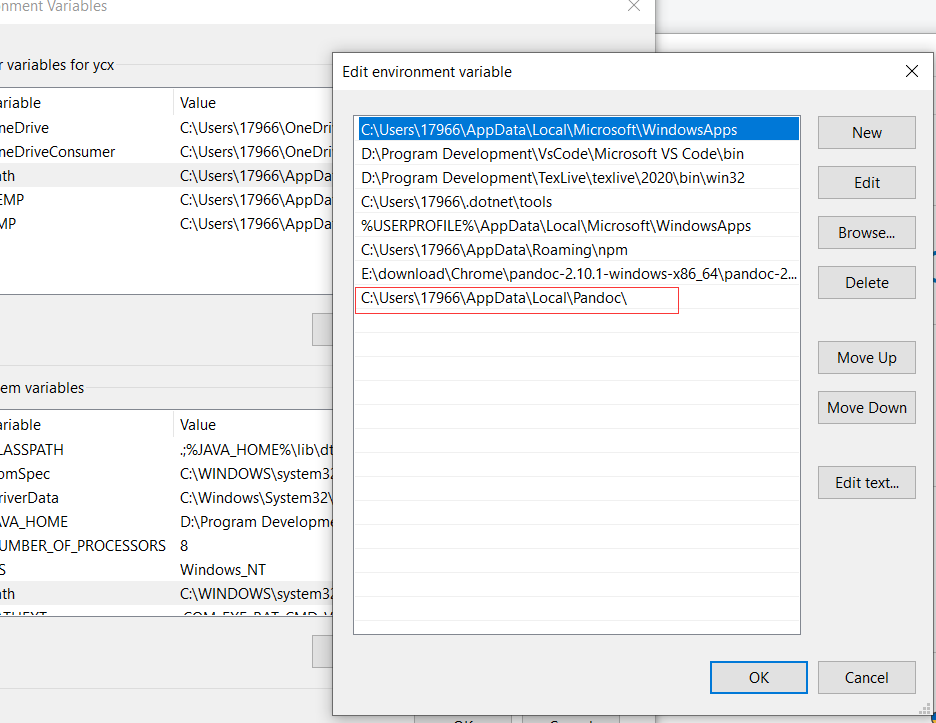 nment Variables
r variables for ycx
ariable Value
neDrive C:\Users\17966\OneDri
neDriveConsumer C:\Users\17966\OneDri
ath C:\Users\17966\AppDa
EMP C:\Users\17966\AppDa
MP C:\Users\17966\AppDa
em variables
ariable Value
LASSPATH .;%JAVA_HOME%\lib\dt
omSpec C:\WINDOWS\system32
riverData C:\Windows\System32\
AVA_HOME D:\Program Developme
UMBER_OF_PROCESSORS 8
S Windows_NT
ath C:\WINDOWS\system32
Edit environment variable
C:\Users\17966\AppData\Local\Microsoft\WindowsApps
D:\Program Development\VsCode\Microsoft VS Code\bin
D:\Program Development\TexLive\texlive\2020\bin\win32
C:\Users\17966\.dotnet\tools
%USERPROFILE%\AppData\Local\Microsoft\WindowsApps
C:\Users\17966\AppData\Roaming\npm
E:\download\Chrome\pandoc-2.10.1-windows-x86_64\pandoc-2...
C:\Users\17966\AppData\Local\Pandoc\
New
Edit
Browse...
Delete
Move Up
Move Down
Edit text...
OK
Cancel